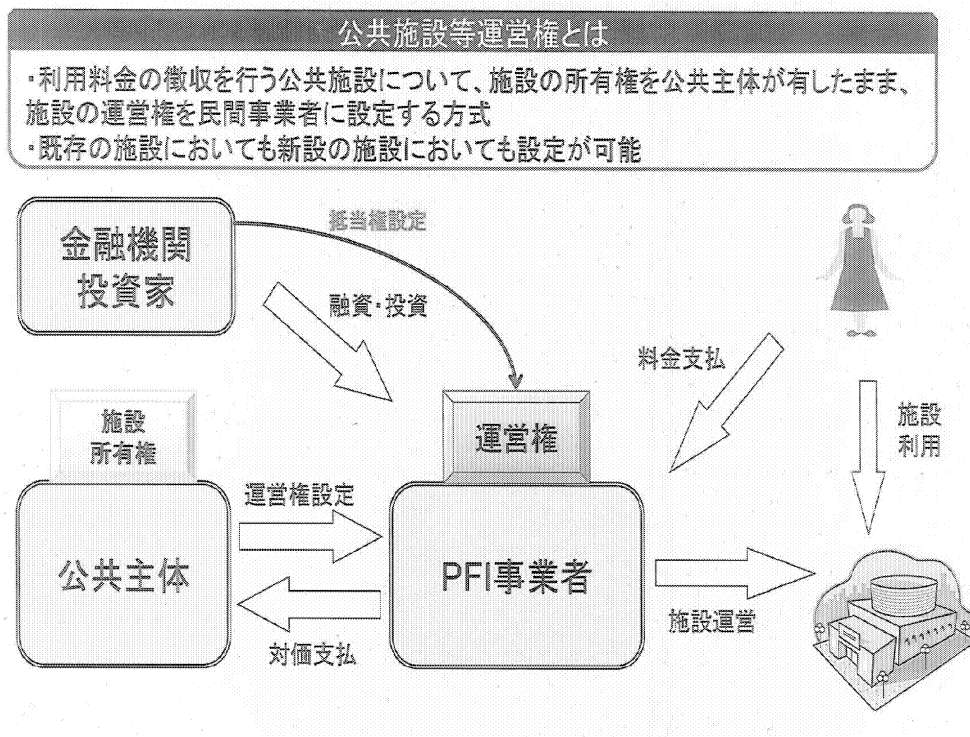 公共施設等運営権とは
・利用料金の徴収を行う公共施設について、施設の所有権を公共主体が有したまま、
施設の運営権を民間事業者に設定する方式
・既存の施設においても新設の施設においても設定が可能
金融機関
投資家
抵当権設定
融資・投資
料金支払
施設
所有権
運営権
施設
利用
運営権設定
公共主体
PFI事業者
対価支払
施設運営